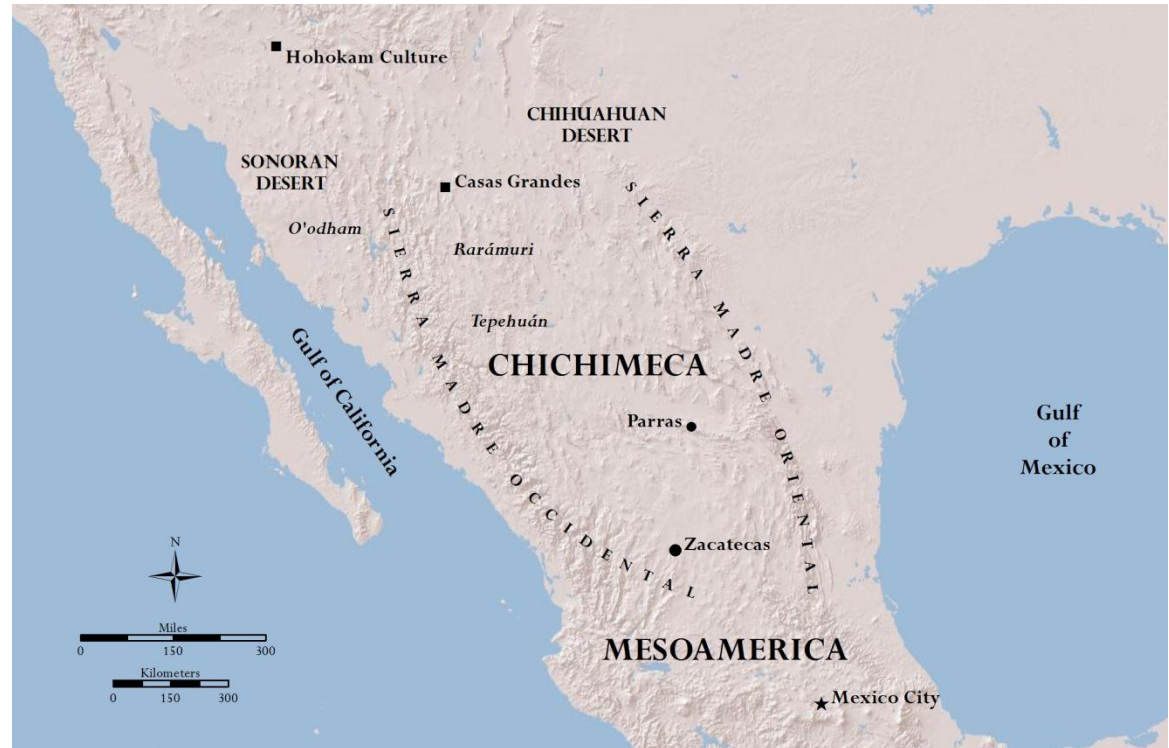 Hohokam Culture
CHIHUAHUAN
DESERT
SONORAN
DESERT
Casas Grandes
O'odham
Rarámuri
SIERRA MADRE OCCIDENTAL
SIERRA MADRE ORIENTAL
Tepehuán
CHICHIMECA
Gulf of California
Parras
Gulf
of
Mexico
Zacatecas
N
Miles
0 150 300
Kilometers
0 150 300
MESOAMERICA
Mexico City